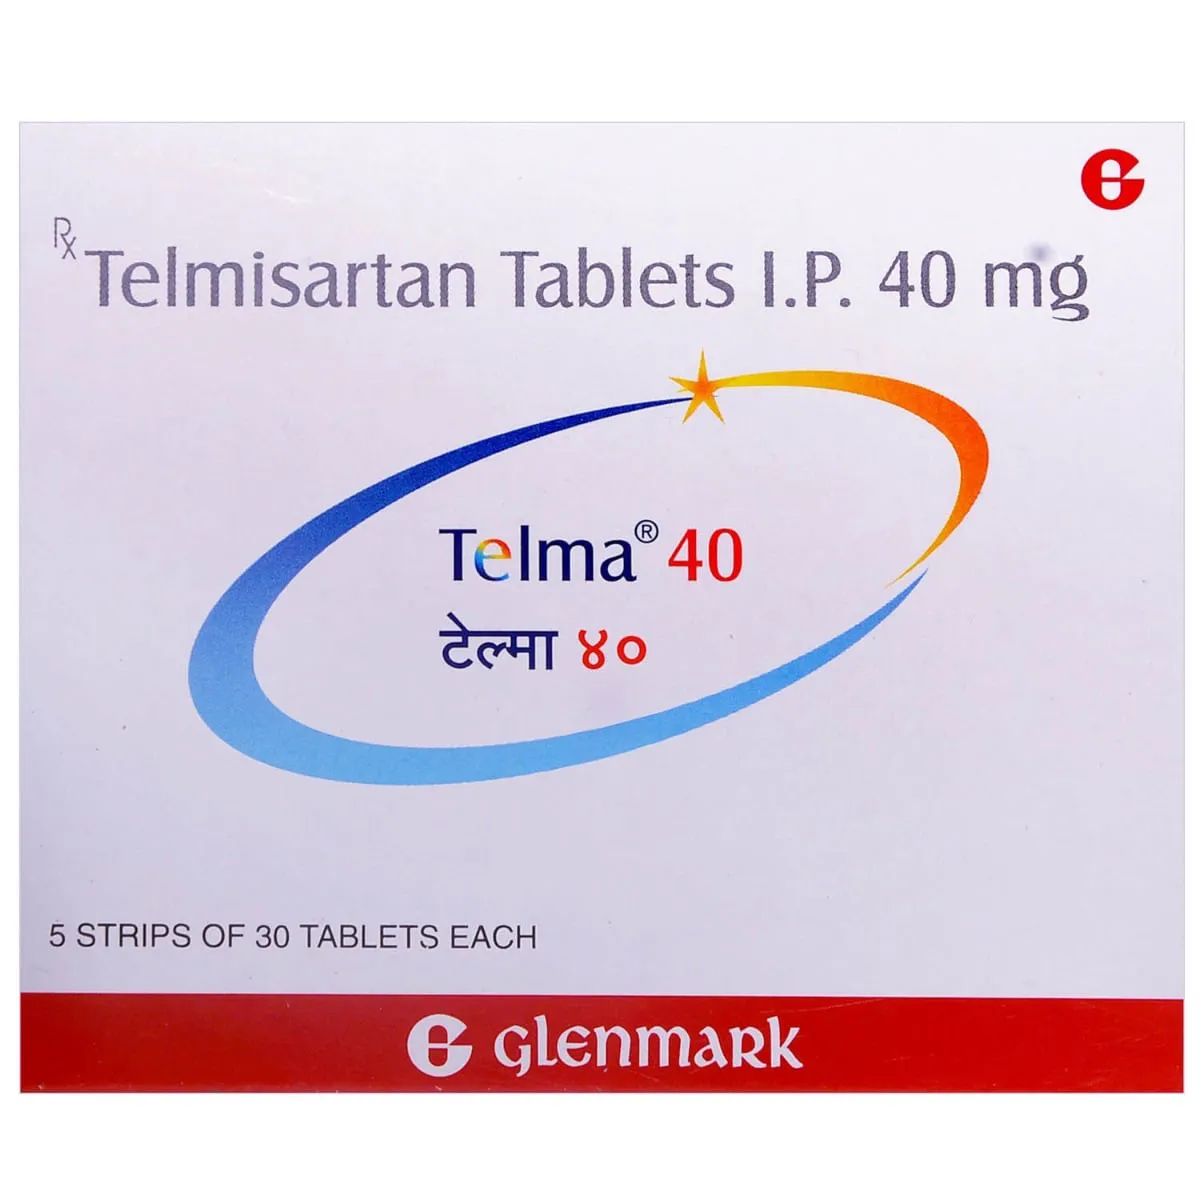 Rx Telmisartan Tablets I.P. 40 mg
Telma® 40
टेल्मा ४०
5 STRIPS OF 30 TABLETS EACH
Glenmark